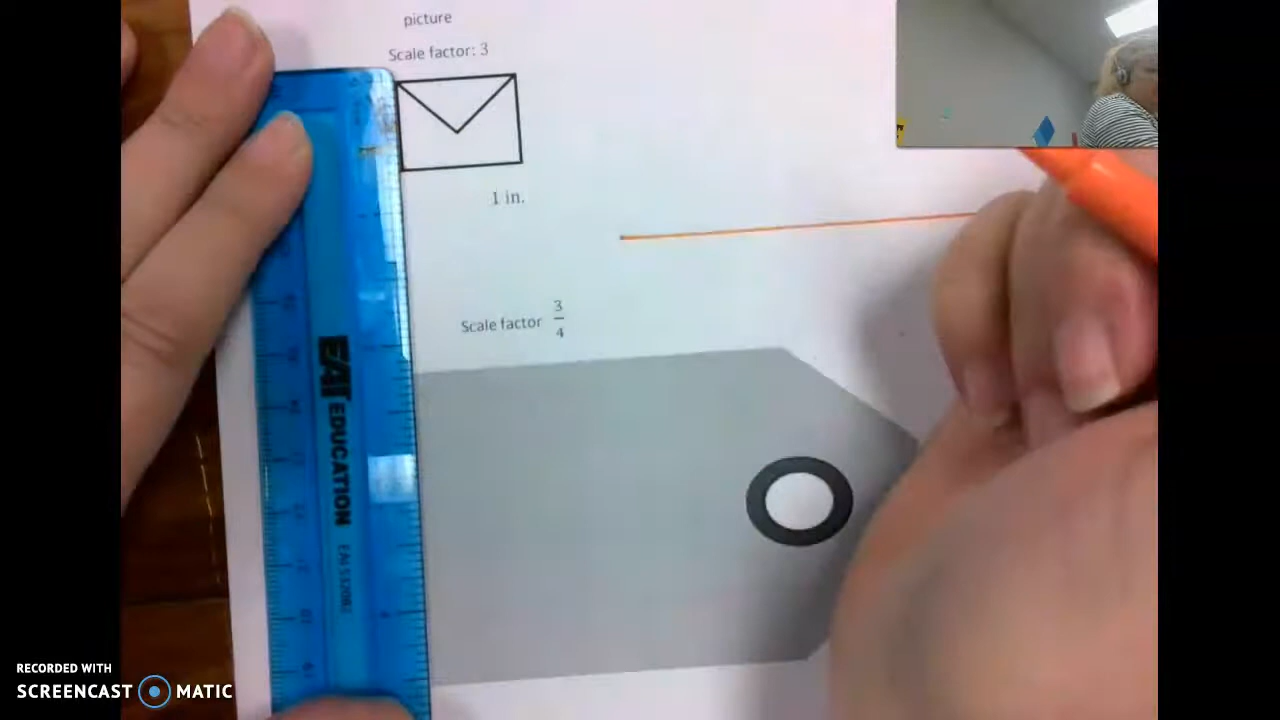 picture
Scale factor: 3
1 in.
Scale factor 3/4
EAI EDUCATION
RECORDED WITH
SCREENCAST MATIC